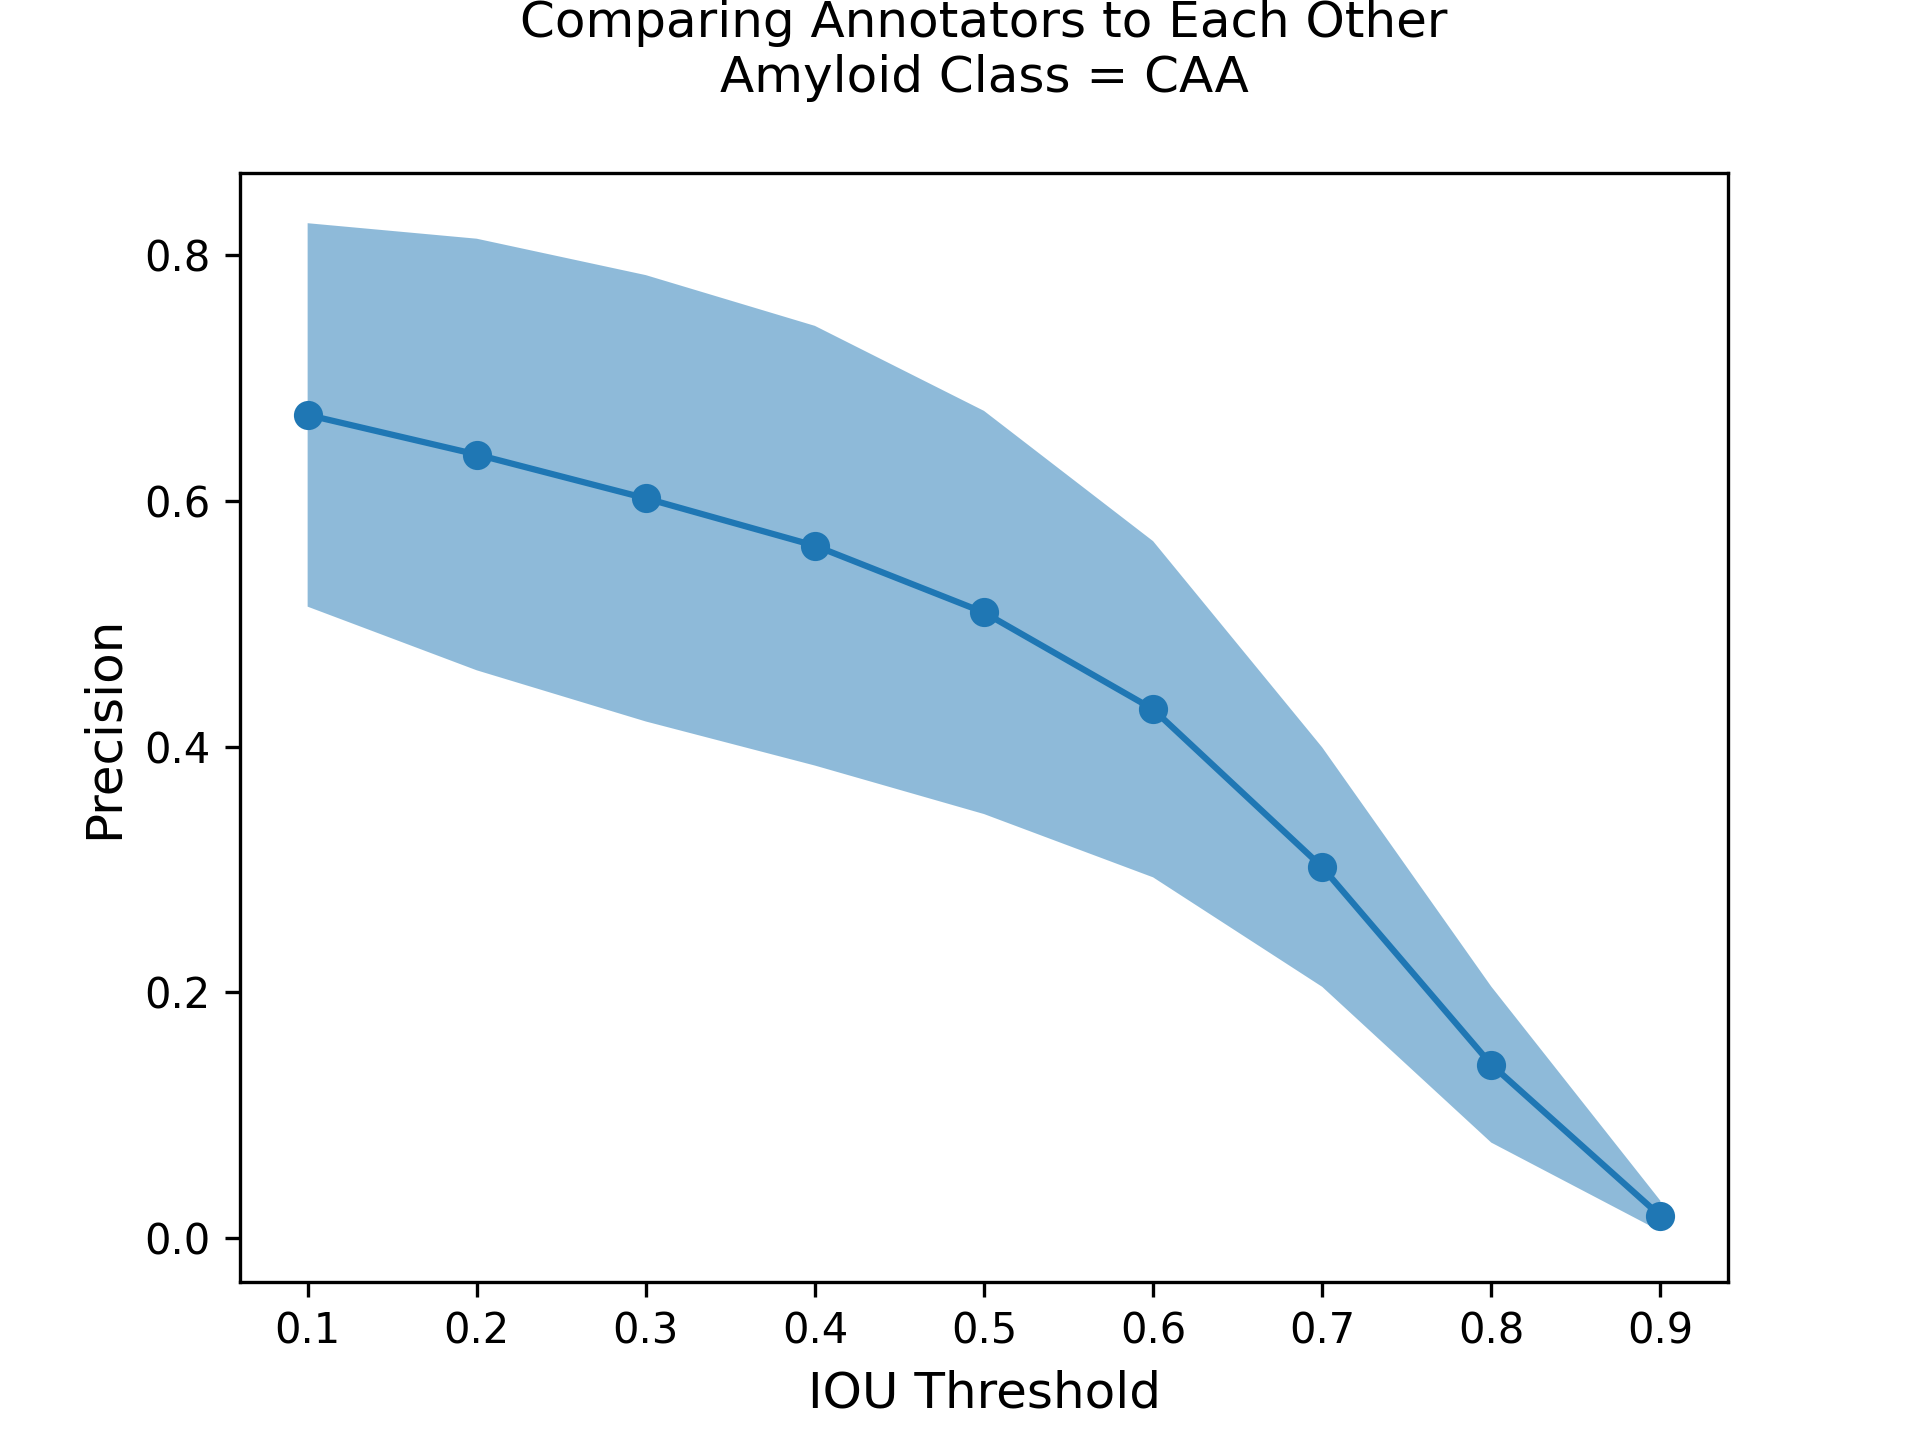 Comparing Annotators to Each Other
Amyloid Class = CAA
0.8
0.6
0.4
0.2
0.0
Precision
0.1 0.2 0.3 0.4 0.5 0.6 0.7 0.8 0.9
IOU Threshold